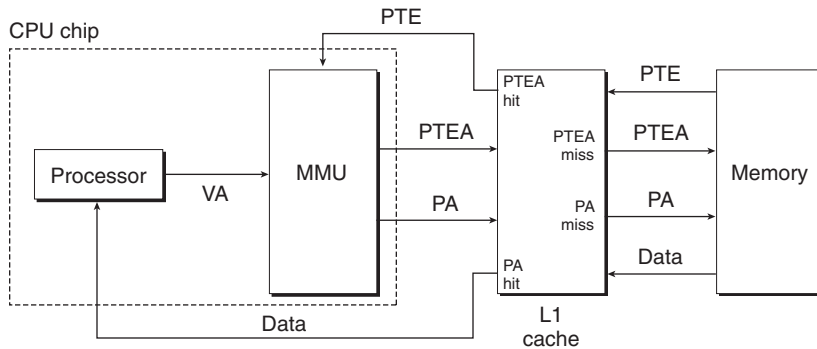 PTE
CPU chip
PTEA
hit
PTE
PTEA
PTEA
miss
PTEA
Processor
MMU
Memory
VA
PA
PA
miss
PA
PA
hit
Data
Data
L1
cache